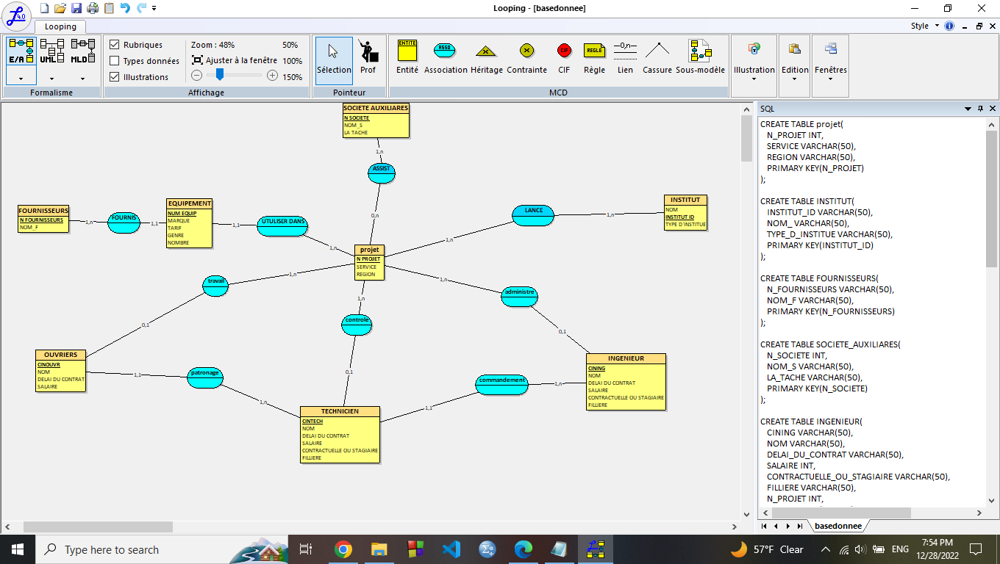 Looping - [basedonnee]
4.0
Looping
Style
E/A
UML
MLD
Formalisme
Rubriques
Types données
Illustrations
Zoom : 48%
50%
Ajuster à la fenêtre
100%
150%
Affichage
Sélection
Prof
Pointeur
ENTITE
Entité
ASSO
Association
Héritage
Contrainte
CIF
CIF
REGLE
Règle
—0,n—
Lien
Cassure
Sous-modèle
MCD
Illustration
Edition
Fenêtres
SOCIETE AUXILIARES
N SOCIETE
NOM_S
LA TACHE
1,n
ASSIST
0,n
FOURNISSEURS
N FOURNISSEURS
NOM_F
1,n
FOURNIS
1,1
EQUIPEMENT
NUM EQUIP
MARQUE
TARIF
GENRE
NOMBRE
1,1
UTULISER DANS
1,n
LANCE
1,n
1,n
INSTITUT
NOM
INSTITUT ID
TYPE D'INSTITUE
projet
N PROJET
SERVICE
REGION
travail
1,n
0,1
1,n
controle
0,1
1,n
administre
0,1
OUVRIERS
CINOUVR
NOM
DELAI DU CONTRAT
SALAIRE
1,1
patronage
1,n
TECHNICIEN
CINTECH
NOM
DELAI DU CONTRAT
SALAIRE
CONTRACTUELLE OU STAGIAIRE
FILLIERE
1,1
commandement
1,n
INGENIEUR
CINING
NOM
DELAI DU CONTRAT
SALAIRE
CONTRACTUELLE OU STAGIAIRE
FILLIERE
SQL
CREATE TABLE projet(
N_PROJET INT,
SERVICE VARCHAR(50),
REGION VARCHAR(50),
PRIMARY KEY(N_PROJET)
);
CREATE TABLE INSTITUT(
INSTITUT_ID VARCHAR(50),
NOM_ VARCHAR(50),
TYPE_D_INSTITUE VARCHAR(50),
PRIMARY KEY(INSTITUT_ID)
);
CREATE TABLE FOURNISSEURS(
N_FOURNISSEURS VARCHAR(50),
NOM_F VARCHAR(50),
PRIMARY KEY(N_FOURNISSEURS)
);
CREATE TABLE SOCIETE_AUXILIARES(
N_SOCIETE INT,
NOM_S VARCHAR(50),
LA_TACHE VARCHAR(50),
PRIMARY KEY(N_SOCIETE)
);
CREATE TABLE INGENIEUR(
CINING VARCHAR(50),
NOM VARCHAR(50),
DELAI_DU_CONTRAT VARCHAR(50),
SALAIRE INT,
CONTRACTUELLE_OU_STAGIAIRE VARCHAR(50),
FILLIERE VARCHAR(50),
N_PROJET INT,
basedonnee
Type here to search
57°F Clear
ENG
7:54 PM
12/28/2022